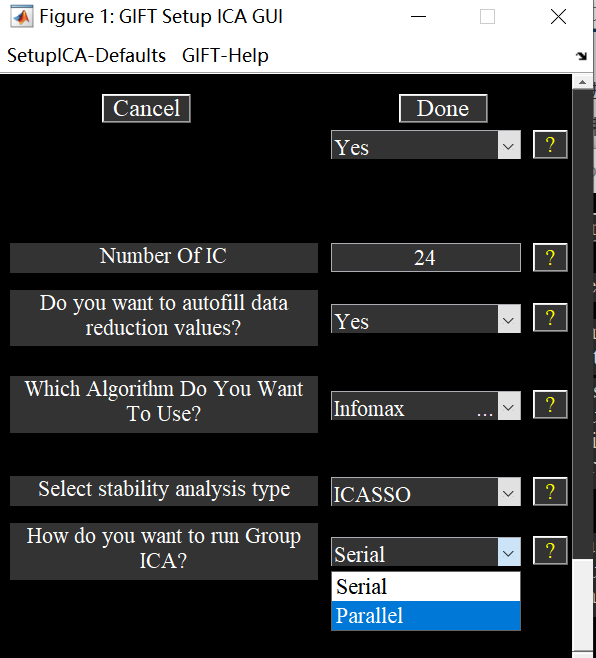 Figure 1: GIFT Setup ICA GUI
SetupICA-Defaults GIFT-Help
Cancel Done
Yes ?
Number Of IC 24 ?
Do you want to autofill data
reduction values? Yes ?
Which Algorithm Do You Want
To Use? Infomax ... ?
Select stability analysis type ICASSO ?
How do you want to run Group
ICA? Serial ?
Serial
Parallel